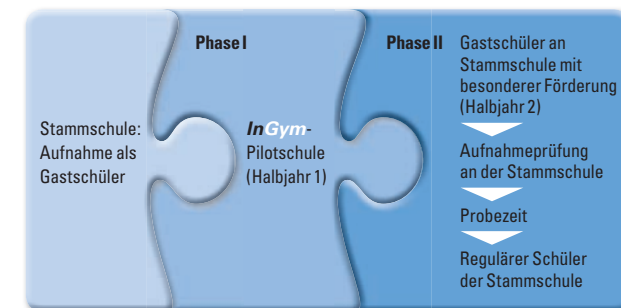 Stammschule:
Aufnahme als
Gastschüler
Phase I
InGym-
Pilotschule
(Halbjahr 1)
Phase II
Gastschüler an
Stammschule mit
besonderer Förderung
(Halbjahr 2)
Aufnahmeprüfung
an der Stammschule
Probezeit
Regulärer Schüler
der Stammschule